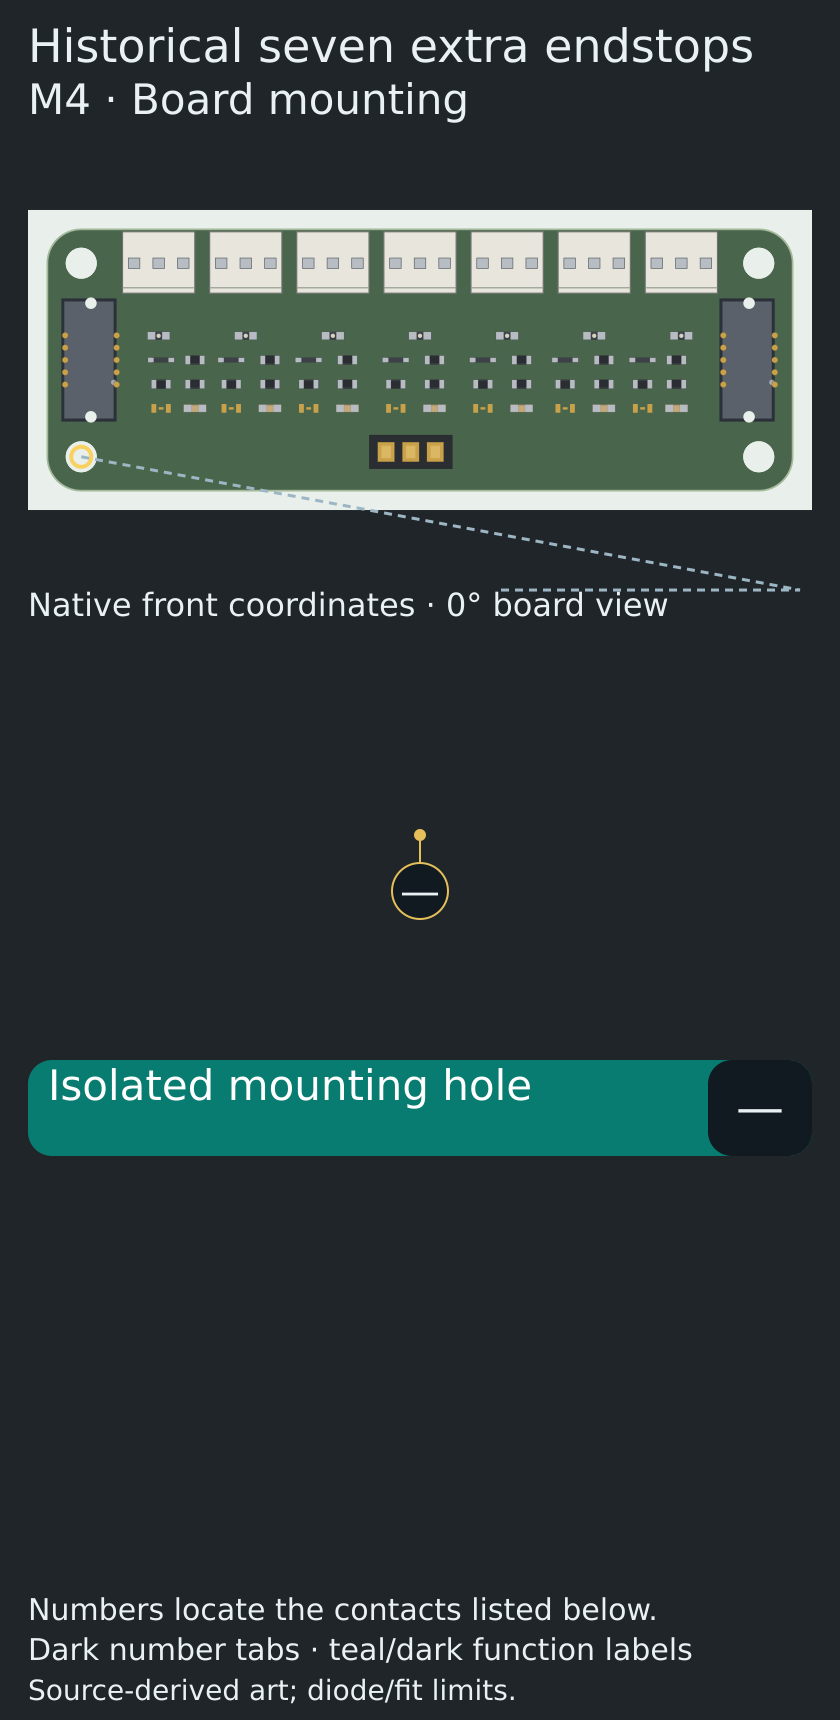 Historical seven extra endstops
M4 · Board mounting
Native front coordinates · 0° board view
—
Isolated mounting hole
—
Numbers locate the contacts listed below.
Dark number tabs · teal/dark function labels
Source-derived art; diode/fit limits.